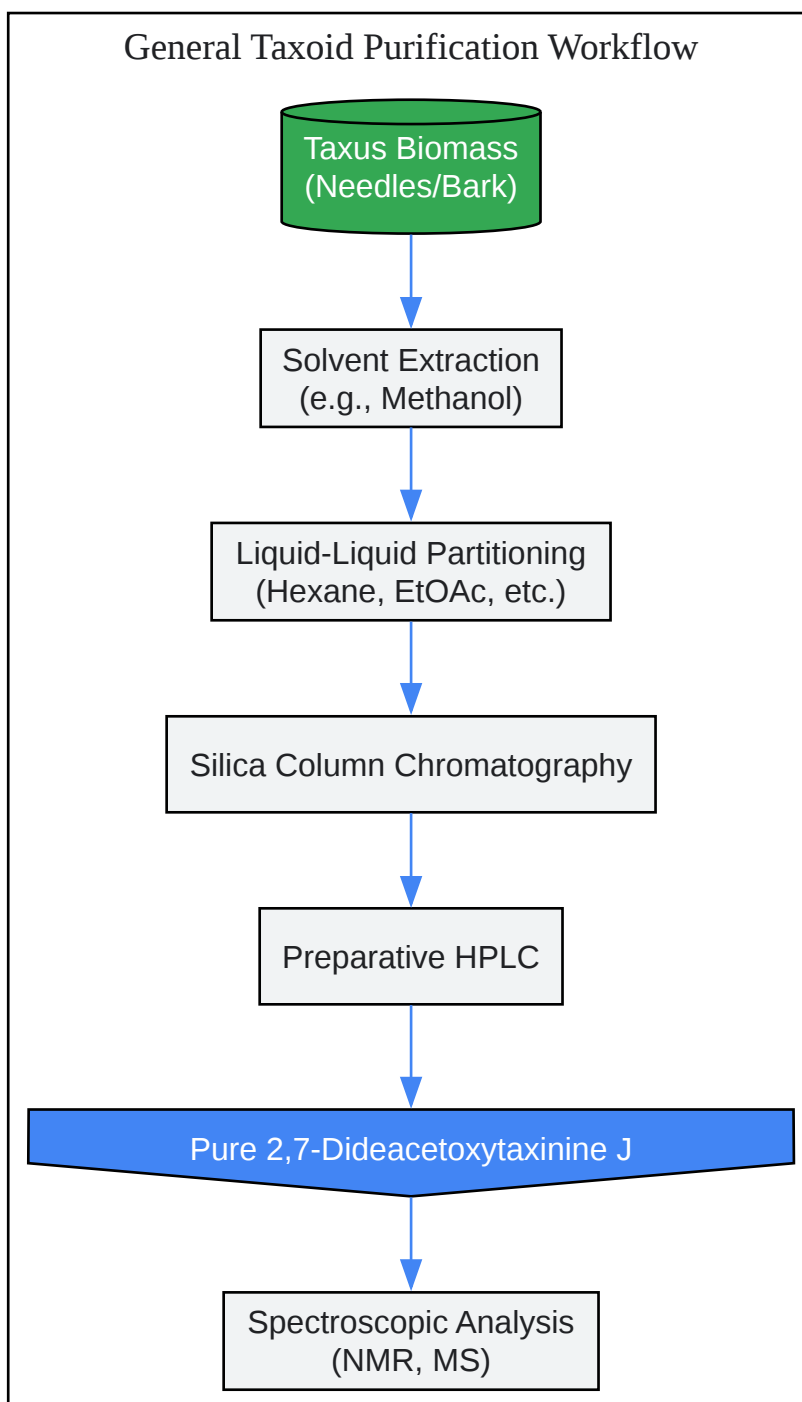 General Taxoid Purification Workflow
Taxus Biomass
(Needles/Bark)
Solvent Extraction
(e.g., Methanol)
Liquid-Liquid Partitioning
(Hexane, EtOAc, etc.)
Silica Column Chromatography
Preparative HPLC
Pure 2,7-Dideacetoxytaxinine J
Spectroscopic Analysis
(NMR, MS)